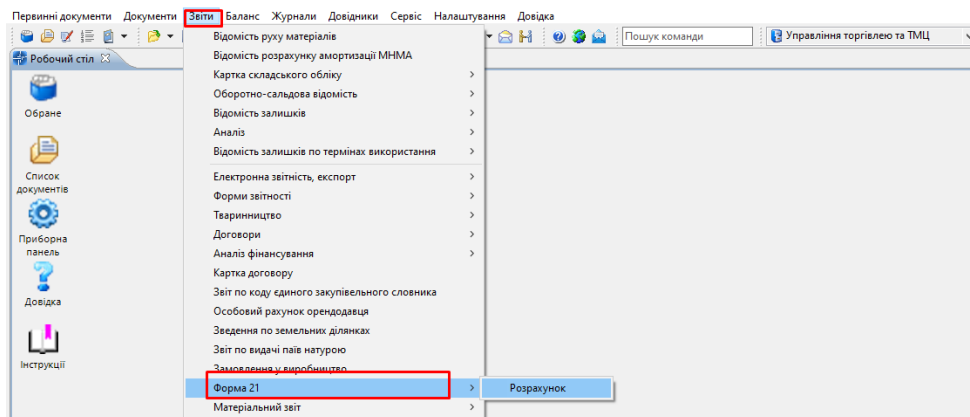 Первинні документи Документи Звіти Баланс Журнали Довідники Сервіс Налаштування Довідка
Пошук команди
Управління торгівлею та ТМЦ
Робочий стіл
Обране
Список
документів
Приборна
панель
Довідка
Інструкції
Відомість руху матеріалів
Відомість розрахунку амортизації МНМА
Картка складського обліку
Оборотно-сальдова відомість
Відомість залишків
Аналіз
Відомість залишків по термінах використання
Електронна звітність, експорт
Форми звітності
Тваринництво
Договори
Аналіз фінансування
Картка договору
Звіт по коду єдиного закупівельного словника
Особовий рахунок орендодавця
Зведення по земельних ділянках
Звіт по видачі паїв натурою
Замовлення у виробництво
Форма 21
Розрахунок
Матеріальний звіт